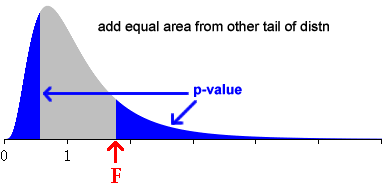 add equal area from other tail of distn
p-value
0 1
F